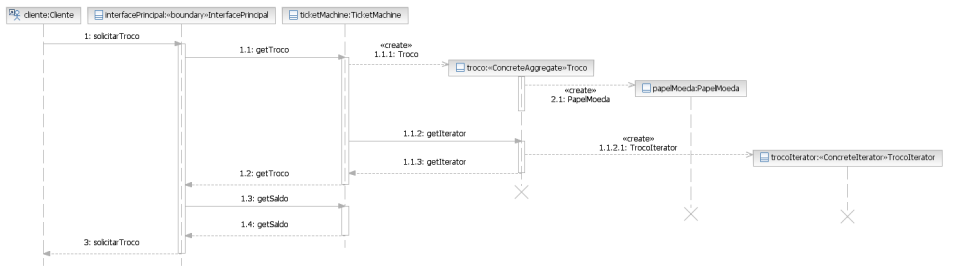 cliente:Cliente
interfacePrincipal:«boundary»InterfacePrincipal
ticketMachine:TicketMachine
1: solicitarTroco
1.1: getTroco
«create»
1.1.1: Troco
troco:«ConcreteAggregate»Troco
«create»
2.1: PapelMoeda
papelMoeda:PapelMoeda
1.1.2: getIterator
«create»
1.1.2.1: TrocoIterator
trocoIterator:«ConcreteIterator»TrocoIterator
1.1.3: getIterator
1.2: getTroco
1.3: getSaldo
1.4: getSaldo
3: solicitarTroco